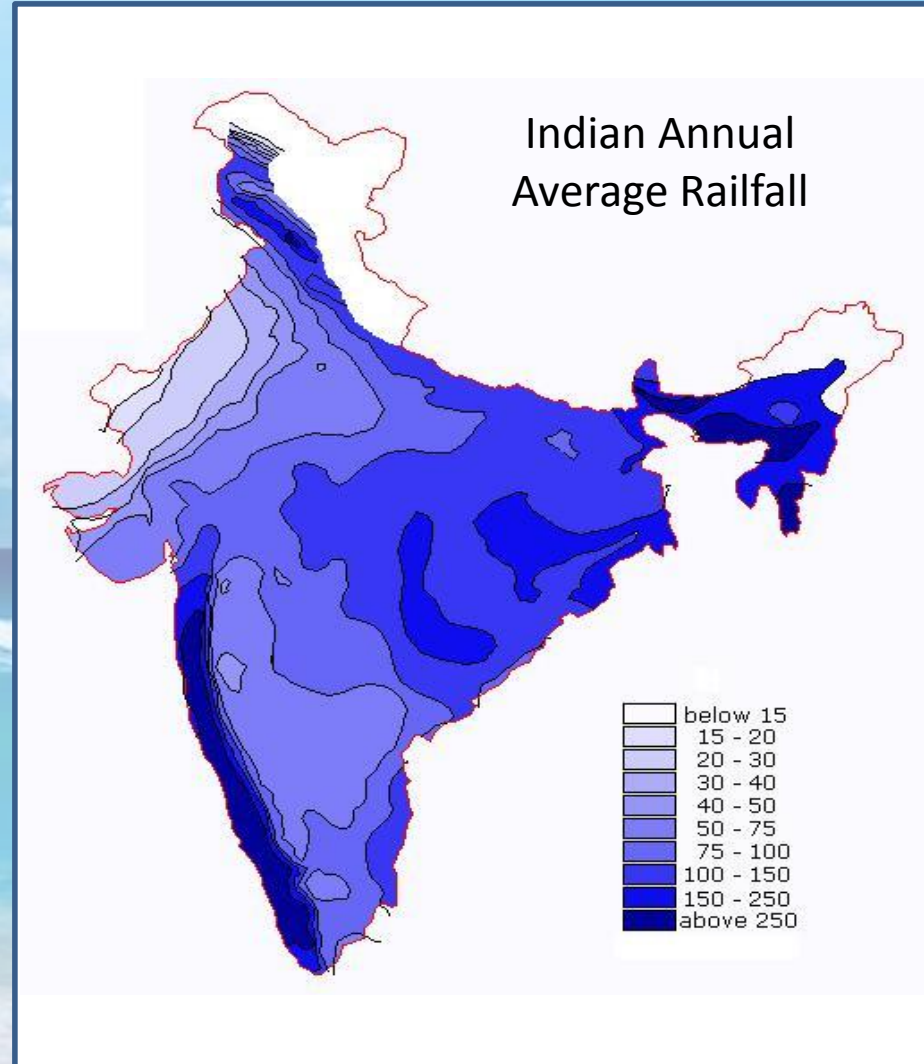 Indian Annual
Average Railfall
below 15
15 - 20
20 - 30
30 - 40
40 - 50
50 - 75
75 - 100
100 - 150
150 - 250
above 250